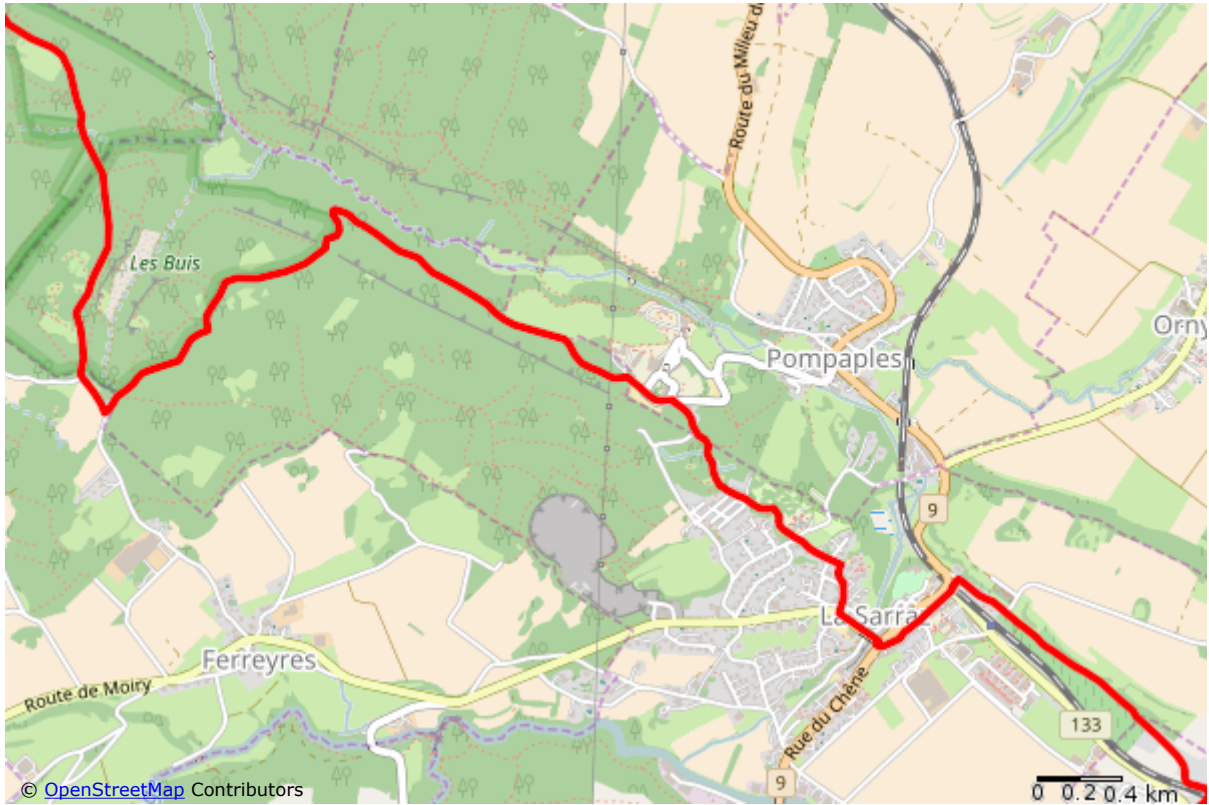 Route du Milieu d
Les Buis
Orny
Pompaples
9
La Sarraz
Ferreyres
Route de Moiry
Rue du Chêne
133
9
© OpenStreetMap Contributors
0 0.2 0.4 km